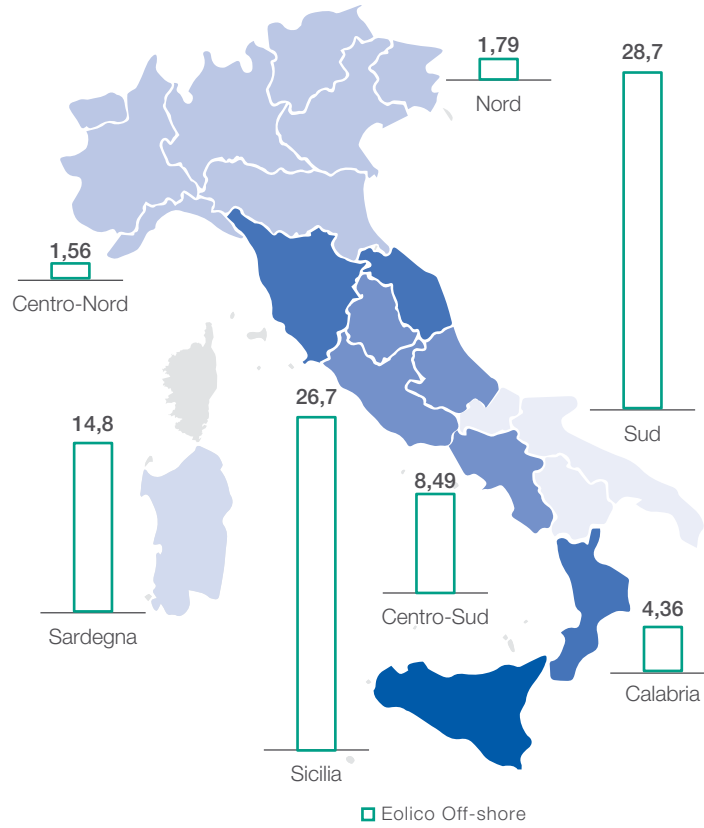 1,79
Nord
28,7
Sud
1,56
Centro-Nord
14,8
Sardegna
26,7
Sicilia
8,49
Centro-Sud
4,36
Calabria
Eolico Off-shore